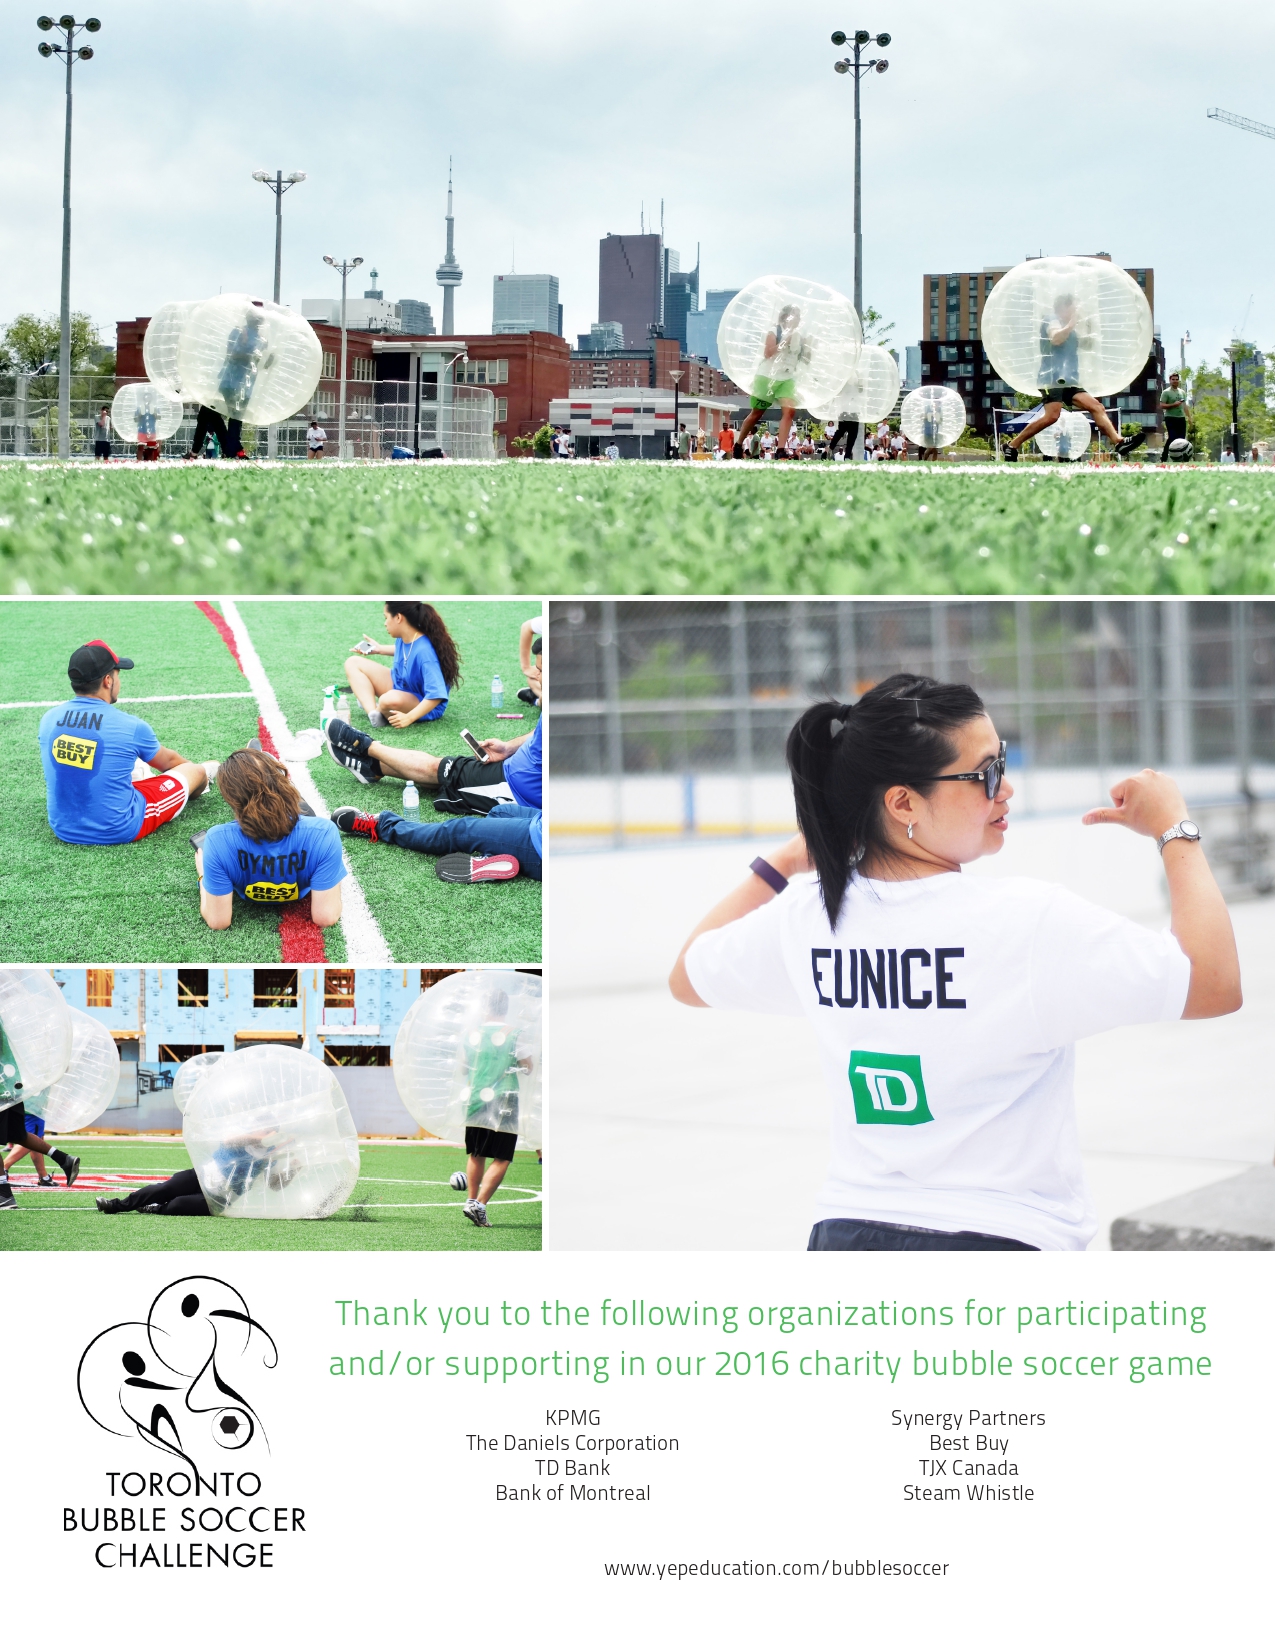 JUAN
BEST
BUY
DYMTRO
BEST
BUY
EUNICE
TD
TORONTO
BUBBLE SOCCER
CHALLENGE
Thank you to the following organizations for participating
and/or supporting in our 2016 charity bubble soccer game
KPMG
The Daniels Corporation
TD Bank
Bank of Montreal
Synergy Partners
Best Buy
TJX Canada
Steam Whistle
www.yepeducation.com/bubblesoccer